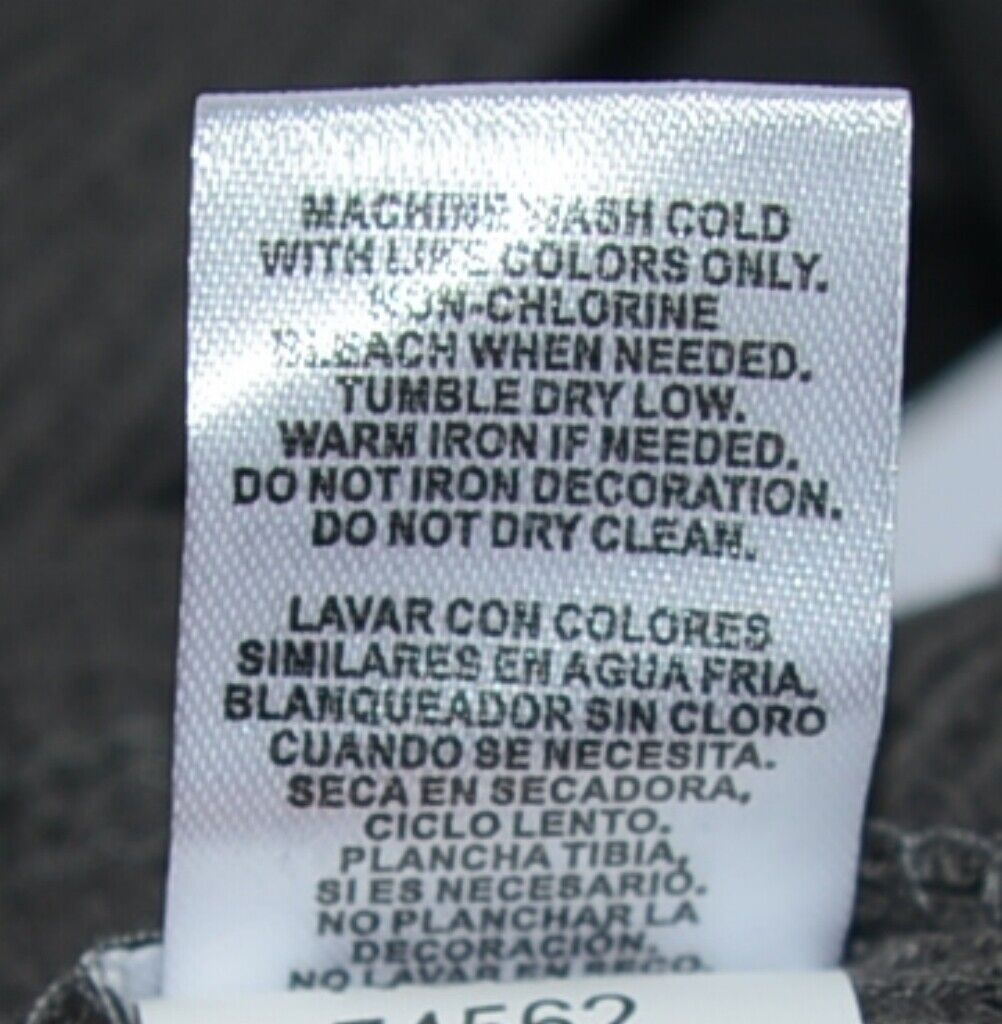 MACHINE WASH COLD
WITH LIKE COLORS ONLY.
NON-CHLORINE
BLEACH WHEN NEEDED.
TUMBLE DRY LOW.
WARM IRON IF NEEDED.
DO NOT IRON DECORATION.
DO NOT DRY CLEAN.
LAVAR CON COLORES
SIMILARES EN AGUA FRIA.
BLANQUEADOR SIN CLORO
CUANDO SE NECESITA.
SECA EN SECADORA,
CICLO LENTO.
PLANCHA TIBIA,
SI ES NECESARIO.
NO PLANCHAR LA
DECORACIÓN.
NO LAVAR EN SECO.